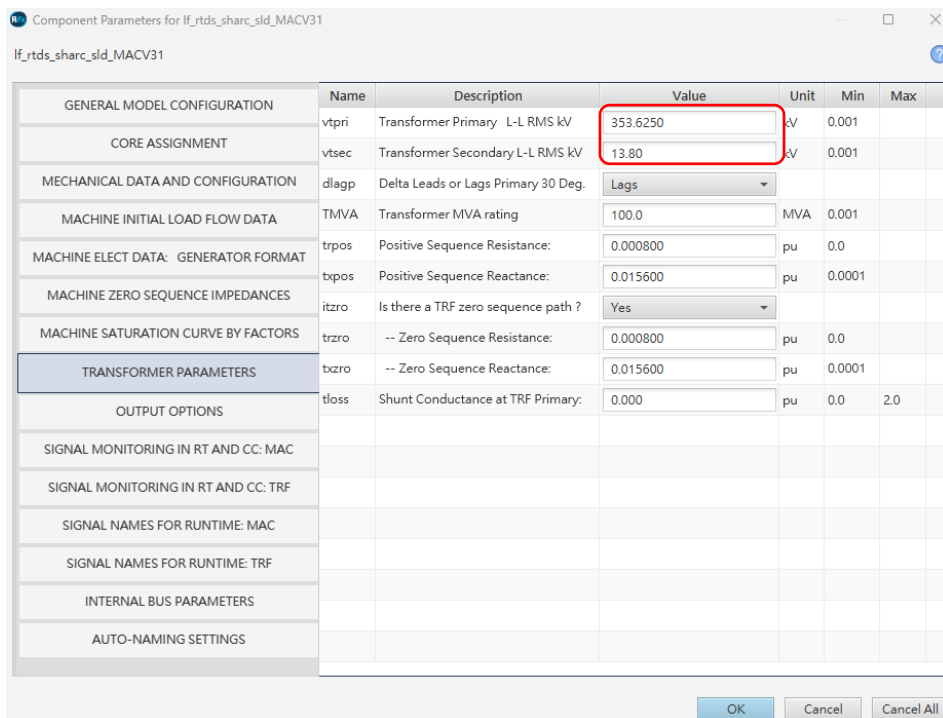 RFx Component Parameters for lf_rtds_sharc_sld_MACV31
lf_rtds_sharc_sld_MACV31
?
GENERAL MODEL CONFIGURATION
CORE ASSIGNMENT
MECHANICAL DATA AND CONFIGURATION
MACHINE INITIAL LOAD FLOW DATA
MACHINE ELECT DATA: GENERATOR FORMAT
MACHINE ZERO SEQUENCE IMPEDANCES
MACHINE SATURATION CURVE BY FACTORS
TRANSFORMER PARAMETERS
OUTPUT OPTIONS
SIGNAL MONITORING IN RT AND CC: MAC
SIGNAL MONITORING IN RT AND CC: TRF
SIGNAL NAMES FOR RUNTIME: MAC
SIGNAL NAMES FOR RUNTIME: TRF
INTERNAL BUS PARAMETERS
AUTO-NAMING SETTINGS
Name Description Value Unit Min Max
vtpri Transformer Primary L-L RMS kV 353.6250 kV 0.001
vtsec Transformer Secondary L-L RMS kV 13.80 kV 0.001
dlagp Delta Leads or Lags Primary 30 Deg. Lags
TMVA Transformer MVA rating 100.0 MVA 0.001
trpos Positive Sequence Resistance: 0.000800 pu 0.0
txpos Positive Sequence Reactance: 0.015600 pu 0.0001
itzro Is there a TRF zero sequence path ? Yes
trzro -- Zero Sequence Resistance: 0.000800 pu 0.0
txzro -- Zero Sequence Reactance: 0.015600 pu 0.0001
tloss Shunt Conductance at TRF Primary: 0.000 pu 0.0 2.0
OK Cancel Cancel All